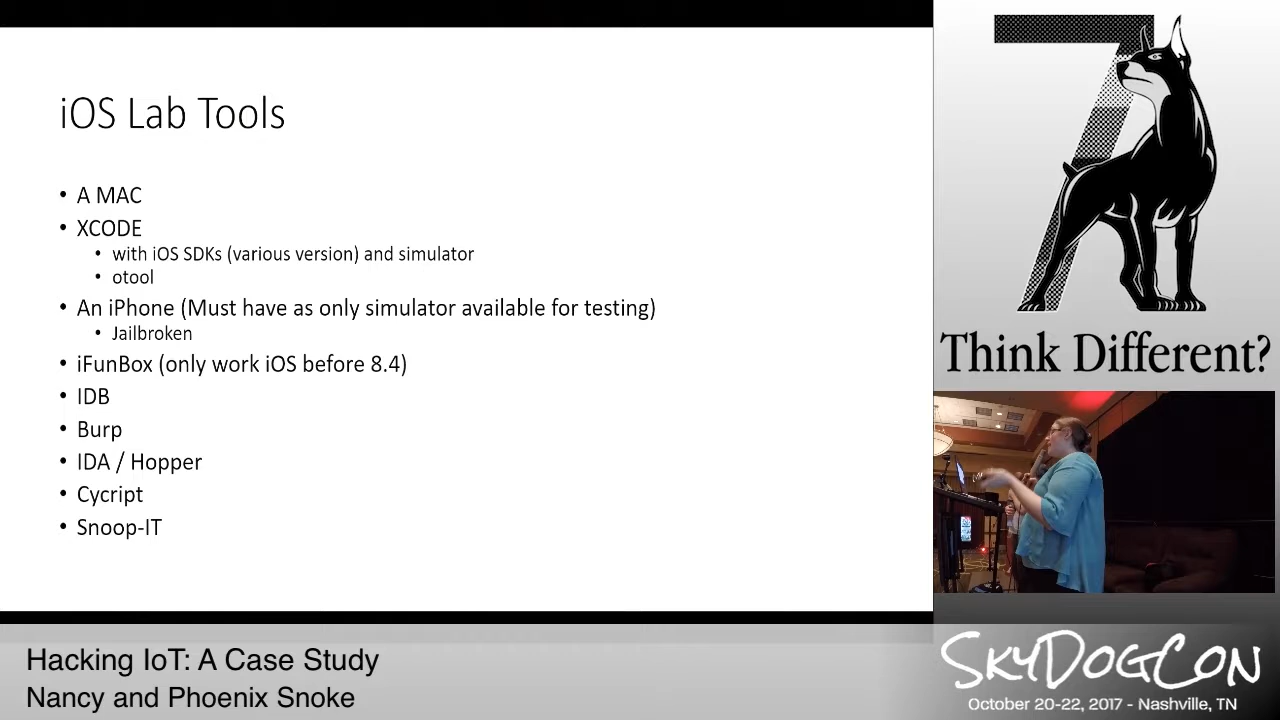 iOS Lab Tools
• A MAC
• XCODE
• with iOS SDKs (various version) and simulator
• otool
• An iPhone (Must have as only simulator available for testing)
• Jailbroken
• iFunBox (only work iOS before 8.4)
• IDB
• Burp
• IDA / Hopper
• Cycript
• Snoop-IT
7
Think Different?
Hacking IoT: A Case Study
Nancy and Phoenix Snoke
SKYDOGCON
October 20-22, 2017 - Nashville, TN